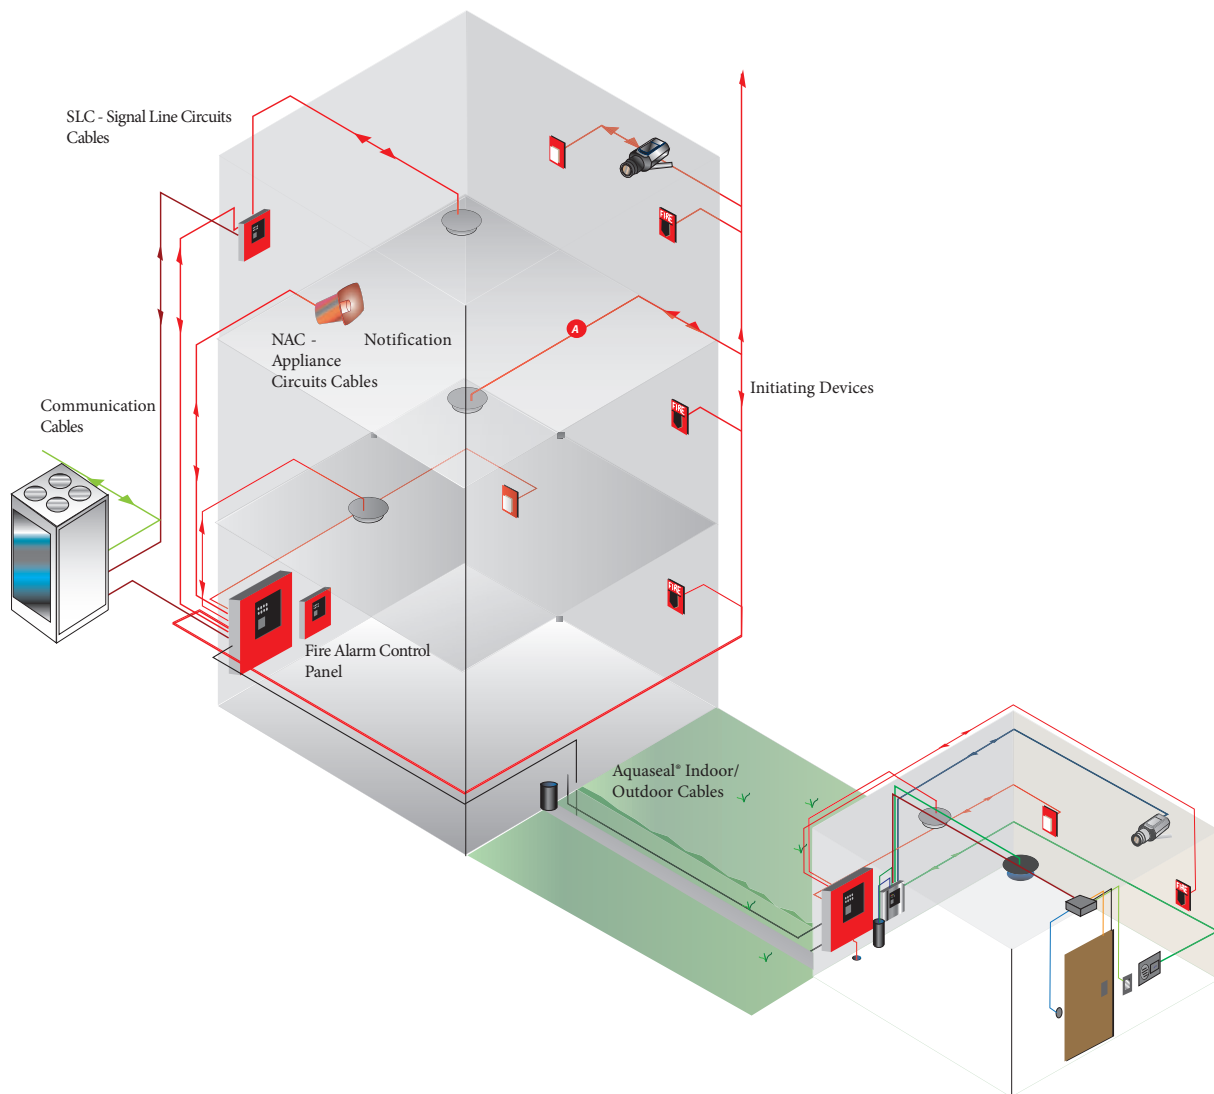 SLC - Signal Line Circuits
Cables
FIRE
A
NAC - Notification
Appliance
Circuits Cables
Initiating Devices
Communication
Cables
FIRE
FIRE
Fire Alarm Control
Panel
Aquaseal® Indoor/
Outdoor Cables
FIRE